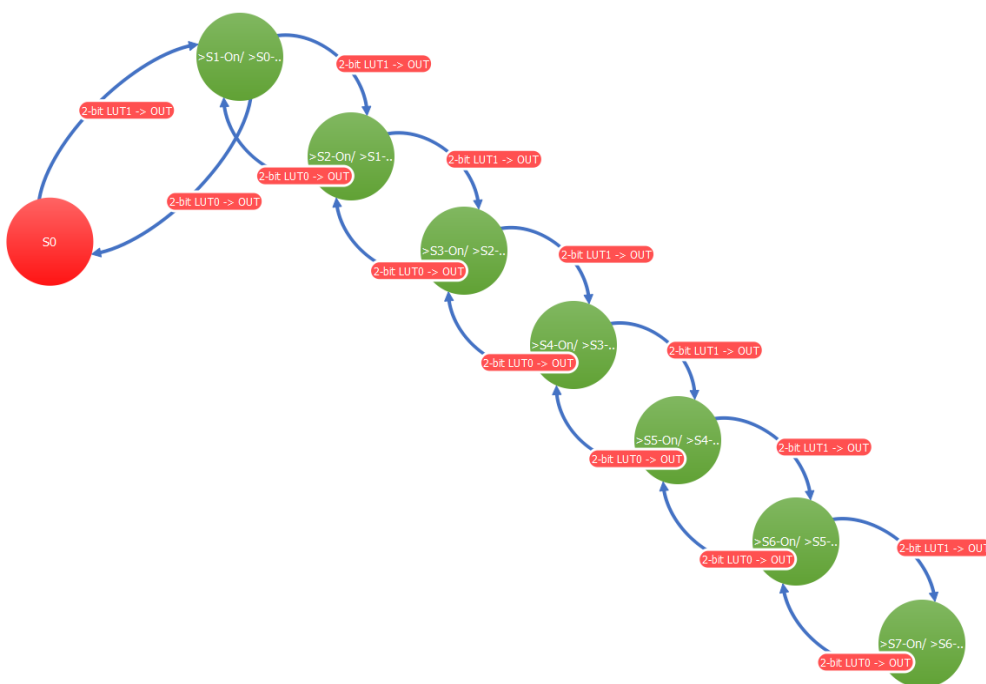 >S1-On/ >S0-..
2-bit LUT1 -> OUT
2-bit LUT1 -> OUT
>S2-On/ >S1-..
2-bit LUT1 -> OUT
2-bit LUT0 -> OUT
2-bit LUT0 -> OUT
S0
>S3-On/ >S2-..
2-bit LUT1 -> OUT
2-bit LUT0 -> OUT
>S4-On/ >S3-..
2-bit LUT1 -> OUT
2-bit LUT0 -> OUT
>S5-On/ >S4-..
2-bit LUT1 -> OUT
2-bit LUT0 -> OUT
>S6-On/ >S5-..
2-bit LUT1 -> OUT
2-bit LUT0 -> OUT
>S7-On/ >S6-..
2-bit LUT0 -> OUT